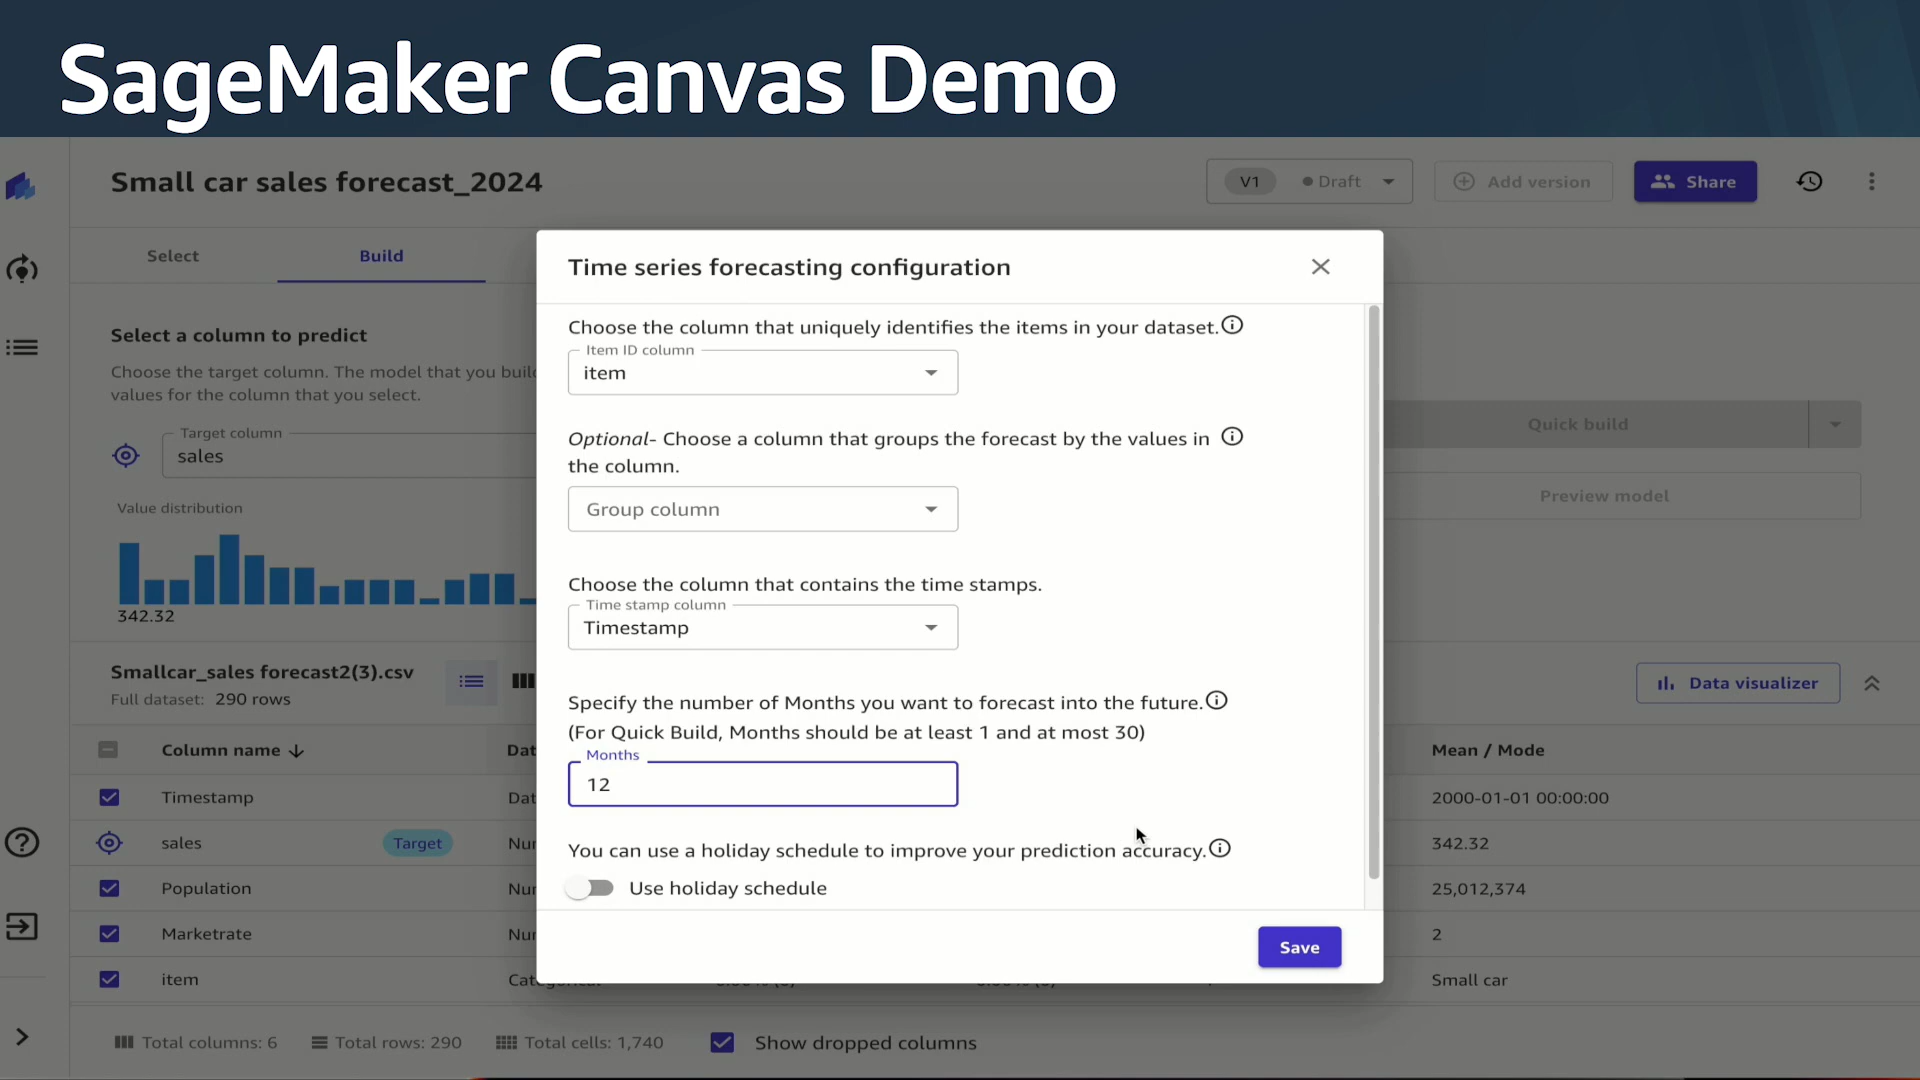 SageMaker Canvas Demo
Small car sales forecast_2024
V1
Draft
Add version
Share
Select
Build
Select a column to predict
Choose the target column. The model that you
values for the column that you select.
Target column
sales
Value distribution
342.32
Quick build
Preview model
Time series forecasting configuration
Choose the column that uniquely identifies the items in your dataset.
Item ID column
item
Optional- Choose a column that groups the forecast by the values in
the column.
Group column
Choose the column that contains the time stamps.
Time stamp column
Timestamp
Specify the number of Months you want to forecast into the future.
(For Quick Build, Months should be at least 1 and at most 30)
Months
12
You can use a holiday schedule to improve your prediction accuracy.
Use holiday schedule
Save
Smallcar_sales forecast2(3).csv
Full dataset: 290 rows
Data visualizer
Column name
Mean / Mode
Timestamp
2000-01-01 00:00:00
sales
Target
342.32
Population
25,012,374
Marketrate
2
item
Small car
Total columns: 6
Total rows: 290
Total cells: 1,740
Show dropped columns